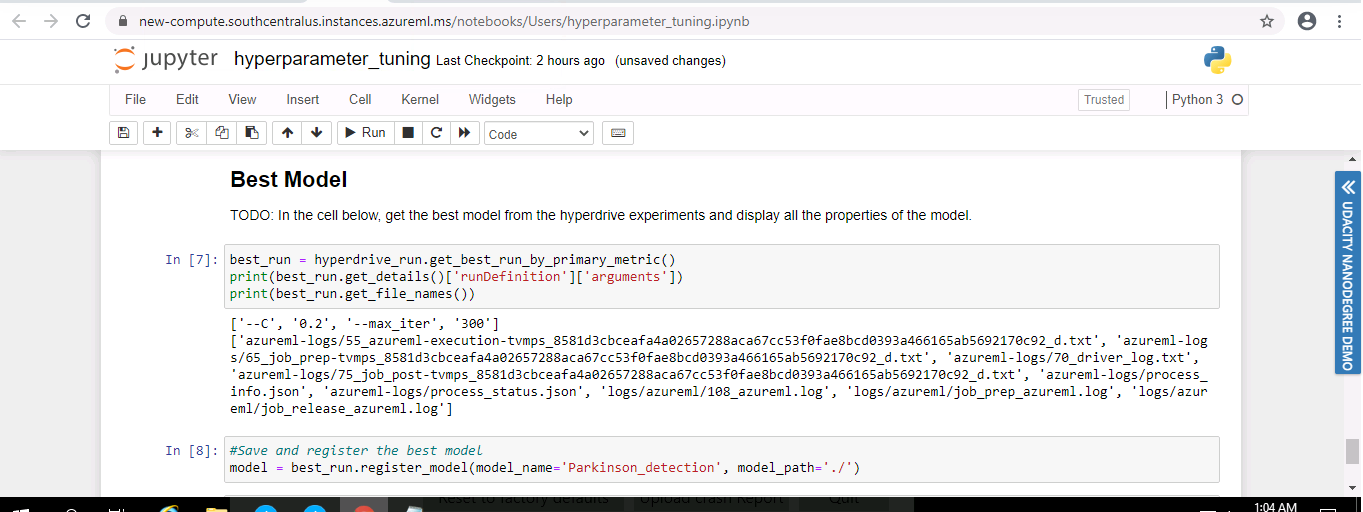 new-compute.southcentralus.instances.azureml.ms/notebooks/Users/hyperparameter_tuning.ipynb
jupyter hyperparameter_tuning Last Checkpoint: 2 hours ago (unsaved changes)
File Edit View Insert Cell Kernel Widgets Help Trusted Python 3
Run Code
Best Model
TODO: In the cell below, get the best model from the hyperdrive experiments and display all the properties of the model.
In [7]: best_run = hyperdrive_run.get_best_run_by_primary_metric()
print(best_run.get_details()['runDefinition']['arguments'])
print(best_run.get_file_names())
['--C', '0.2', '--max_iter', '300']
['azureml-logs/55_azureml-execution-tvmps_8581d3cbceafa4a02657288aca67cc53f0fae8bcd0393a466165ab5692170c92_d.txt', 'azureml-log
s/65_job_prep-tvmps_8581d3cbceafa4a02657288aca67cc53f0fae8bcd0393a466165ab5692170c92_d.txt', 'azureml-logs/70_driver_log.txt',
'azureml-logs/75_job_post-tvmps_8581d3cbceafa4a02657288aca67cc53f0fae8bcd0393a466165ab5692170c92_d.txt', 'azureml-logs/process_
info.json', 'azureml-logs/process_status.json', 'logs/azureml/108_azureml.log', 'logs/azureml/job_prep_azureml.log', 'logs/azur
eml/job_release_azureml.log']
In [8]: #Save and register the best model
model = best_run.register_model(model_name='Parkinson_detection', model_path='./')
UDACITY NANODEGREE DEMO
Reset to factory defaults Upload Crash Report Quit
1:04 AM